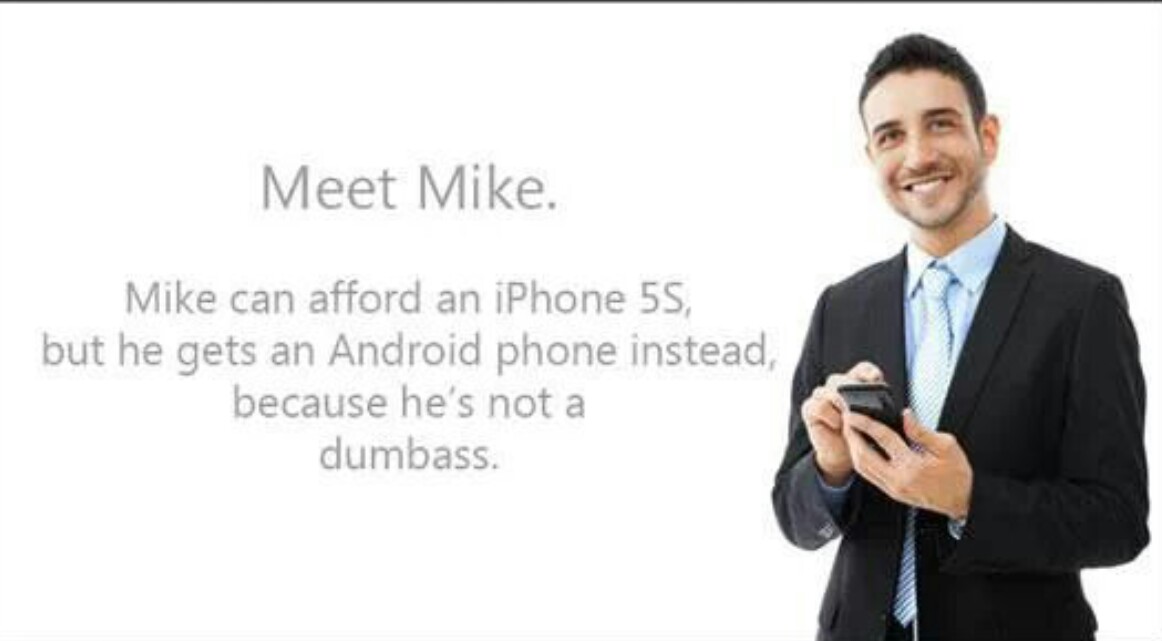 Meet Mike.
Mike can afford an iPhone 5S,
but he gets an Android phone instead,
because he's not a
dumbass.